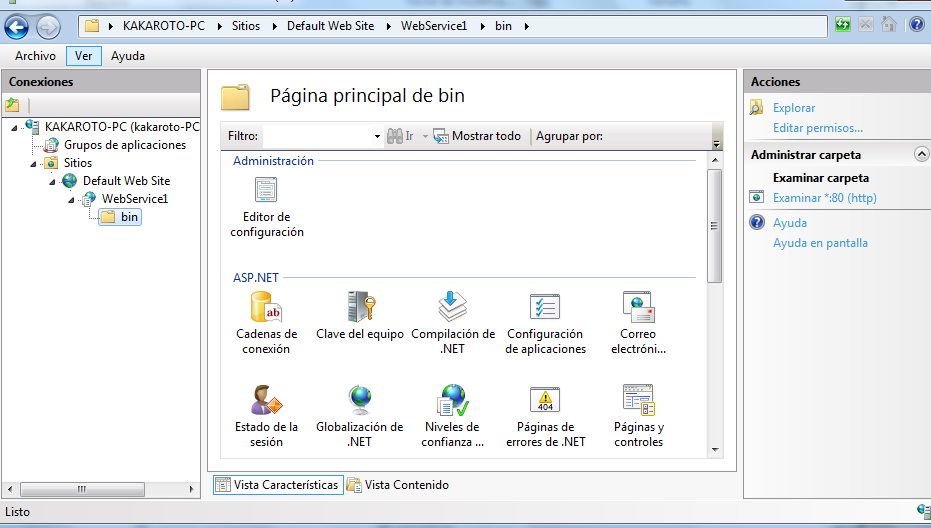 KAKAROTO-PC Sitios Default Web Site WebService1 bin
Archivo Ver Ayuda
Conexiones
KAKAROTO-PC (kakaroto-PC
Grupos de aplicaciones
Sitios
Default Web Site
WebService1
bin
Página principal de bin
Filtro: Ir Mostrar todo Agrupar por:
Administración
Editor de
configuración
ASP.NET
Cadenas de
conexión
Clave del equipo
Compilación de
.NET
Configuración
de aplicaciones
Correo
electróni...
Estado de la
sesión
Globalización de
.NET
Niveles de
confianza ...
Páginas de
errores de .NET
Páginas y
controles
Vista Características Vista Contenido
Acciones
Explorar
Editar permisos...
Administrar carpeta
Examinar carpeta
Examinar *:80 (http)
Ayuda
Ayuda en pantalla
Listo